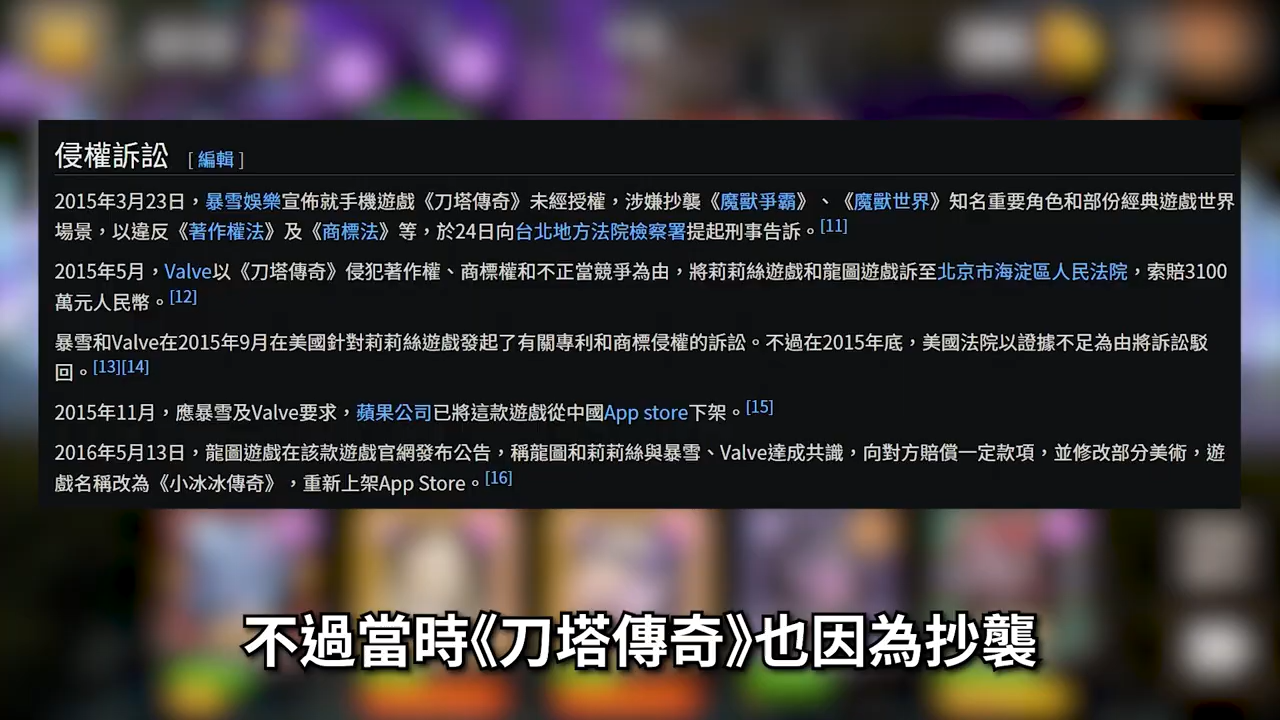 侵權訴訟 [ 編輯 ]
2015年3月23日，暴雪娛樂宣佈就手機遊戲《刀塔傳奇》未經授權，涉嫌抄襲《魔獸爭霸》、《魔獸世界》知名重要角色和部份經典遊戲世界
場景，以違反《著作權法》及《商標法》等，於24日向台北地方法院檢察署提起刑事告訴。[11]
2015年5月，Valve以《刀塔傳奇》侵犯著作權、商標權和不正當競爭為由，將莉莉絲遊戲和龍圖遊戲訴至北京市海淀區人民法院，索賠3100
萬元人民幣。[12]
暴雪和Valve在2015年9月在美國針對莉莉絲遊戲發起了有關專利和商標侵權的訴訟。不過在2015年底，美國法院以證據不足為由將訴訟駁
回。[13][14]
2015年11月，應暴雪及Valve要求，蘋果公司已將這款遊戲從中國App store下架。[15]
2016年5月13日，龍圖遊戲在該款遊戲官網發布公告，稱龍圖和莉莉絲與暴雪、Valve達成共識，向對方賠償一定款項，並修改部分美術，遊
戲名稱改為《小冰冰傳奇》，重新上架App Store。[16]
不過當時《刀塔傳奇》也因為抄襲